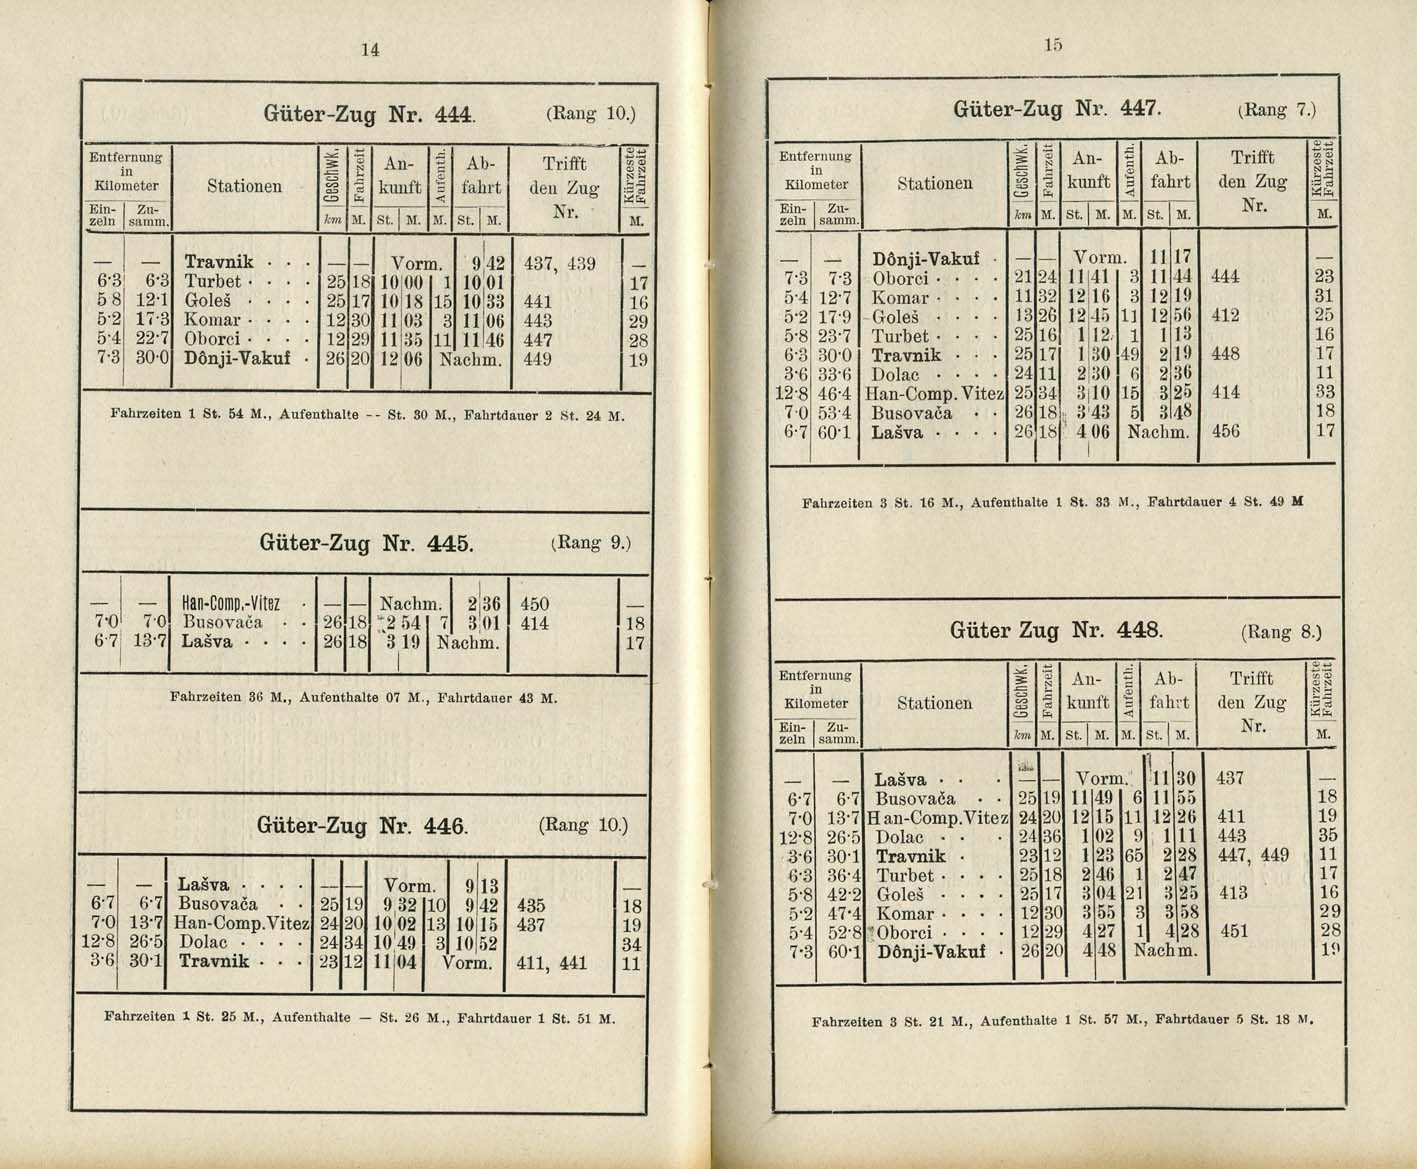 14
Güter-Zug Nr. 444. (Rang 10.)
Entfernung in Kilometer Stationen Geschwk. Fahrzeit An-kunft Aufenth. Ab-fahrt Trifft den Zug Nr. Kürzeste Fahrzeit
Ein-zeln Zu-samm. km M. St. M. M. St. M. M.
— — Travnik · · · — — Vorm. 9 42 437, 439 —
6·3 6·3 Turbet · · · · 25 18 10 00 1 10 01 17
5 8 12·1 Goleš · · · · 25 17 10 18 15 10 33 441 16
5·2 17·3 Komar · · · · 12 30 11 03 3 11 06 443 29
5·4 22·7 Oborci · · · · 12 29 11 35 11 11 46 447 28
7·3 30·0 Dônji-Vakuf · 26 20 12 06 Nachm. 449 19
Fahrzeiten 1 St. 54 M., Aufenthalte -- St. 30 M., Fahrtdauer 2 St. 24 M.
Güter-Zug Nr. 445. (Rang 9.)
— — Han-Comp.-Vitez · — — Nachm. 2 36 450 —
7·0 7·0 Busovača · · 26 18 2 54 7 3 01 414 18
6·7 13·7 Lašva · · · · 26 18 3 19 Nachm. 17
Fahrzeiten 36 M., Aufenthalte 07 M., Fahrtdauer 43 M.
Güter-Zug Nr. 446. (Rang 10.)
— — Lašva · · · · — — Vorm. 9 13 —
6·7 6·7 Busovača · · 25 19 9 32 10 9 42 435 18
7·0 13·7 Han-Comp.Vitez 24 20 10 02 13 10 15 437 19
12·8 26·5 Dolac · · · · 24 34 10 49 3 10 52 34
3·6 30·1 Travnik · · · 23 12 11 04 Vorm. 411, 441 11
Fahrzeiten 1 St. 25 M., Aufenthalte — St. 26 M., Fahrtdauer 1 St. 51 M.
15
Güter-Zug Nr. 447. (Rang 7.)
Entfernung in Kilometer Stationen Geschwk. Fahrzeit An-kunft Aufenth. Ab-fahrt Trifft den Zug Nr. Kürzeste Fahrzeit
Ein-zeln Zu-samm. km M. St. M. M. St. M. M.
— — Dônji-Vakuf · — — Vorm. 11 17 —
7·3 7·3 Oborci · · · · 21 24 11 41 3 11 44 444 23
5·4 12·7 Komar · · · · 11 32 12 16 3 12 19 31
5·2 17·9 Goleš · · · · 13 26 12 45 11 12 56 412 25
5·8 23·7 Turbet · · · · 25 16 1 12 1 1 13 16
6·3 30·0 Travnik · · · 25 17 1 30 49 2 19 448 17
3·6 33·6 Dolac · · · · 24 11 2 30 6 2 36 11
12·8 46·4 Han-Comp.Vitez 25 34 3 10 15 3 25 414 33
7·0 53·4 Busovača · · 26 18 3 43 5 3 48 18
6·7 60·1 Lašva · · · · 26 18 4 06 Nachm. 456 17
Fahrzeiten 3 St. 16 M., Aufenthalte 1 St. 33 M., Fahrtdauer 4 St. 49 M
Güter Zug Nr. 448. (Rang 8.)
Entfernung in Kilometer Stationen Geschwk. Fahrzeit An-kunft Aufenth. Ab-fahrt Trifft den Zug Nr. Kürzeste Fahrzeit
Ein-zeln Zu-samm. km M. St. M. M. St. M. M.
— — Lašva · · · — — Vorm. 11 30 437 —
6·7 6·7 Busovača · · 25 19 11 49 6 11 55 18
7·0 13·7 Han-Comp.Vitez 24 20 12 15 11 12 26 411 19
12·8 26·5 Dolac · · · 24 36 1 02 9 1 11 443 35
3·6 30·1 Travnik · 23 12 1 23 65 2 28 447, 449 11
6·3 36·4 Turbet · · · · 25 18 2 46 1 2 47 17
5·8 42·2 Goleš · · · · 25 17 3 04 21 3 25 413 16
5·2 47·4 Komar · · · · 12 30 3 55 3 3 58 29
5·4 52·8 Oborci · · · · 12 29 4 27 1 4 28 451 28
7·3 60·1 Dônji-Vakuf · 26 20 4 48 Nachm. 19
Fahrzeiten 3 St. 21 M., Aufenthalte 1 St. 57 M., Fahrtdauer 5 St. 18 M.